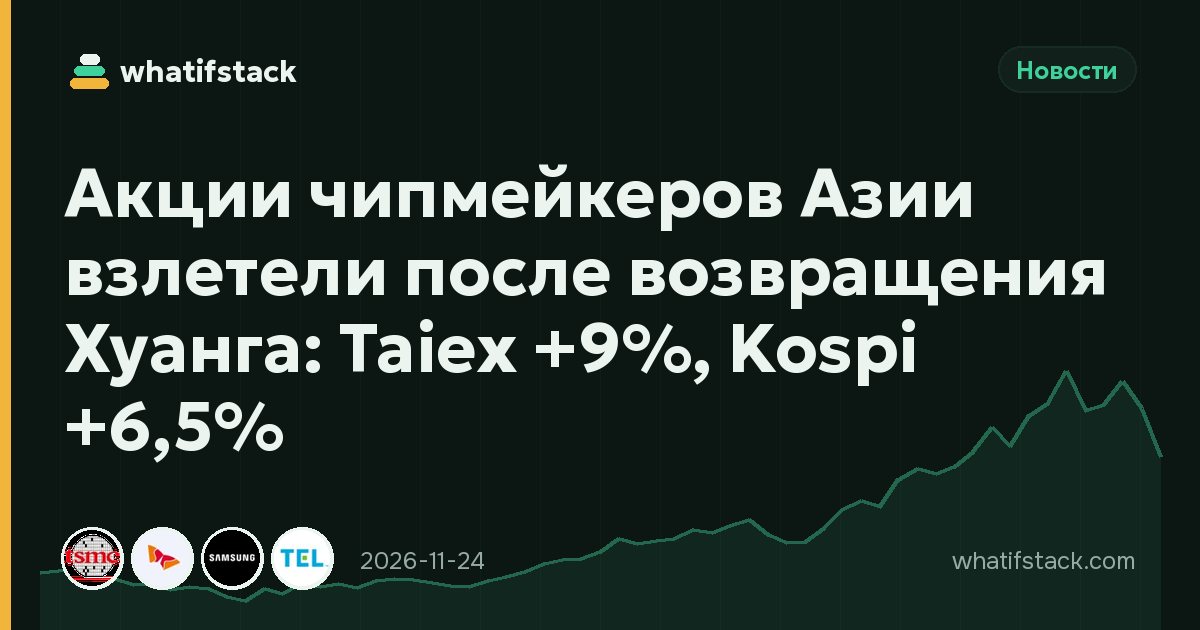 whatifstack
Новости
Акции чипмейкеров Азии
взлетели после возвращения
Хуанга: Taiex +9%, Kospi
+6,5%
tsmc
SAMSUNG
TEL
2026-11-24
whatifstack.com